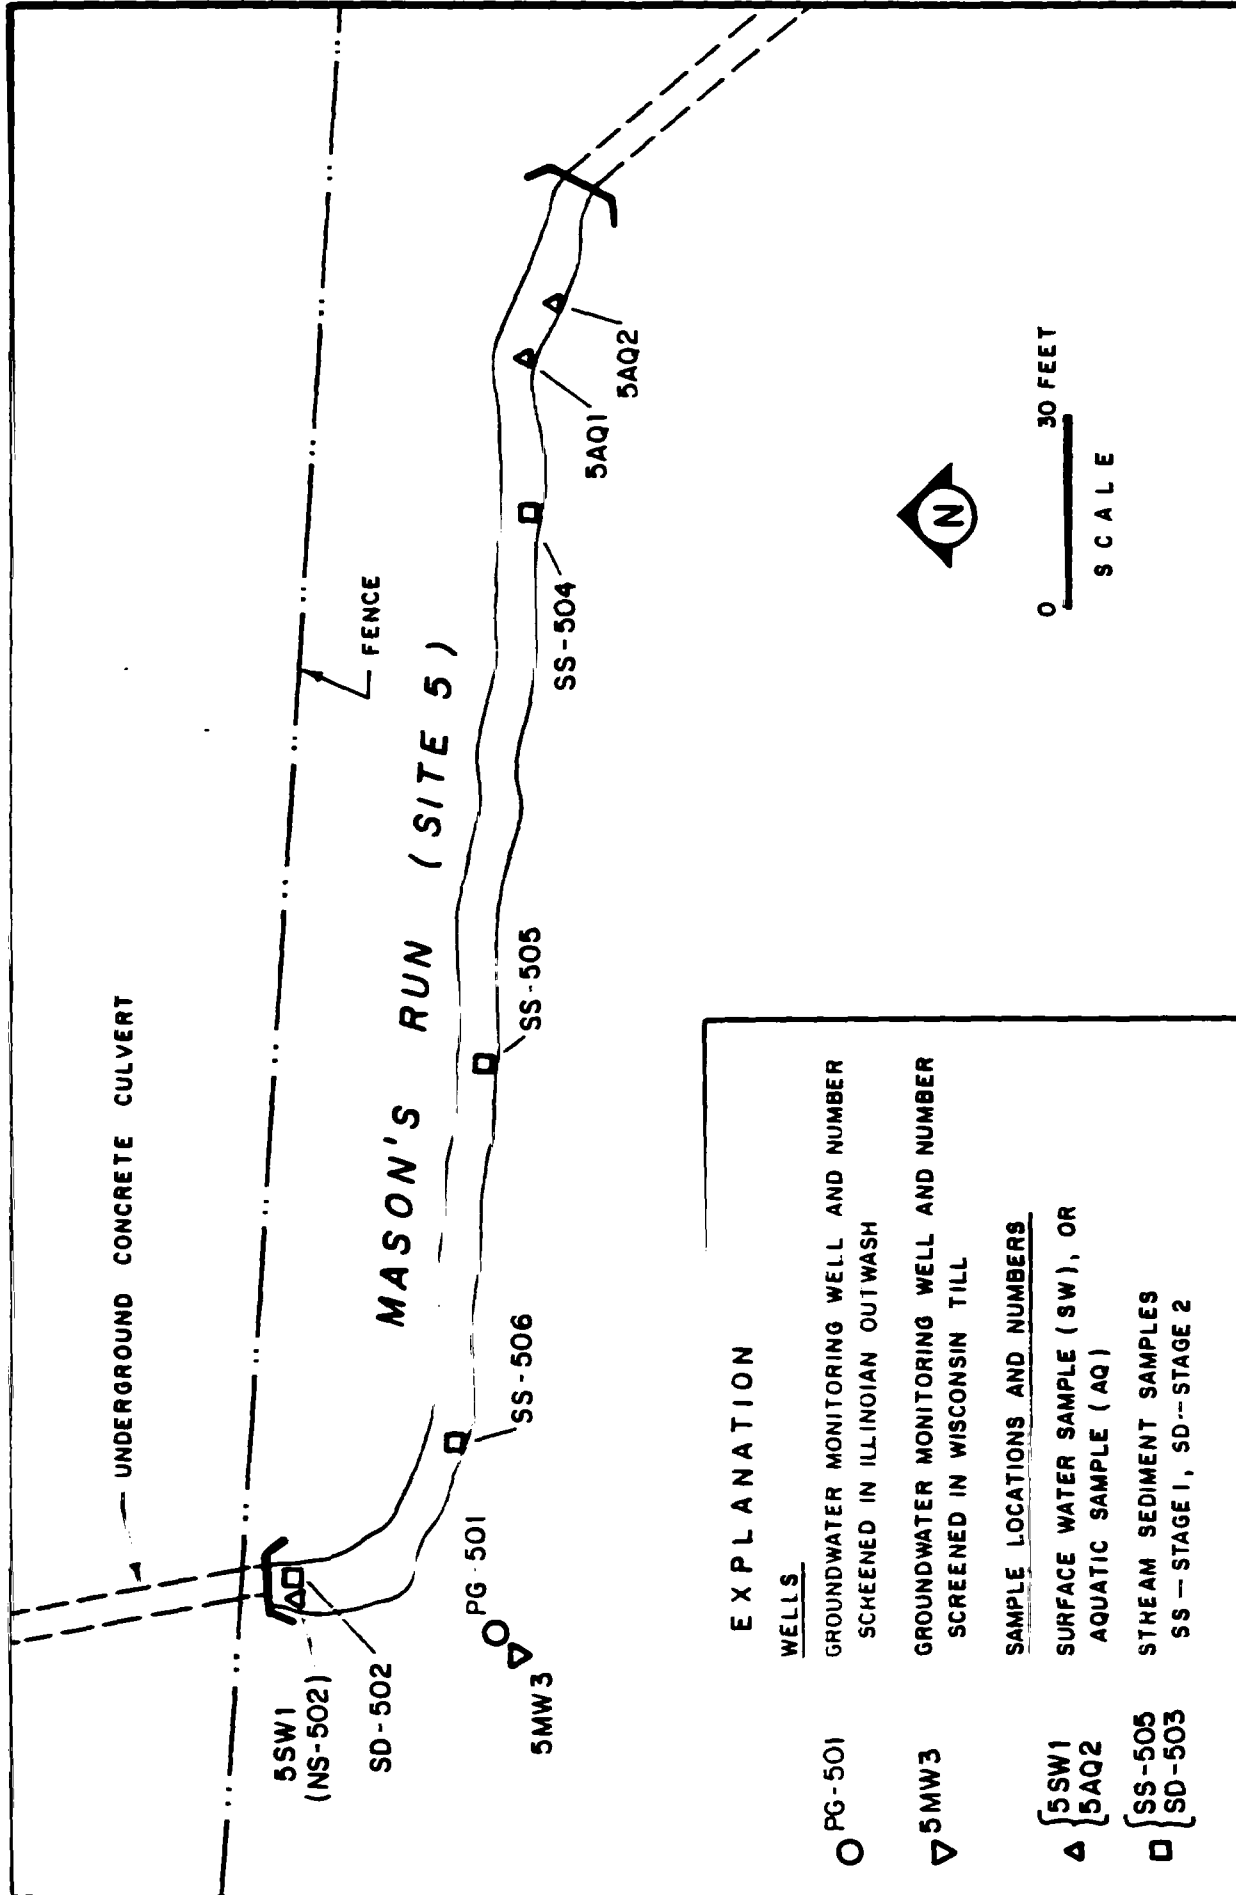 UNDERGROUND CONCRETE CULVERT
FENCE
MASON'S RUN (SITE 5)
5SW1
(NS-502)
SD-502
PG-501
5MW3
SS-506
SS-505
SS-504
5AQ1
5AQ2
N
0 30 FEET
SCALE
EXPLANATION
WELLS
PG-501 GROUNDWATER MONITORING WELL AND NUMBER
SCREENED IN ILLINOIAN OUTWASH
5MW3 GROUNDWATER MONITORING WELL AND NUMBER
SCREENED IN WISCONSIN TILL
SAMPLE LOCATIONS AND NUMBERS
5SW1 SURFACE WATER SAMPLE (SW), OR
5AQ2 AQUATIC SAMPLE (AQ)
SS-505 STREAM SEDIMENT SAMPLES
SD-503 SS-STAGE 1, SD-STAGE 2